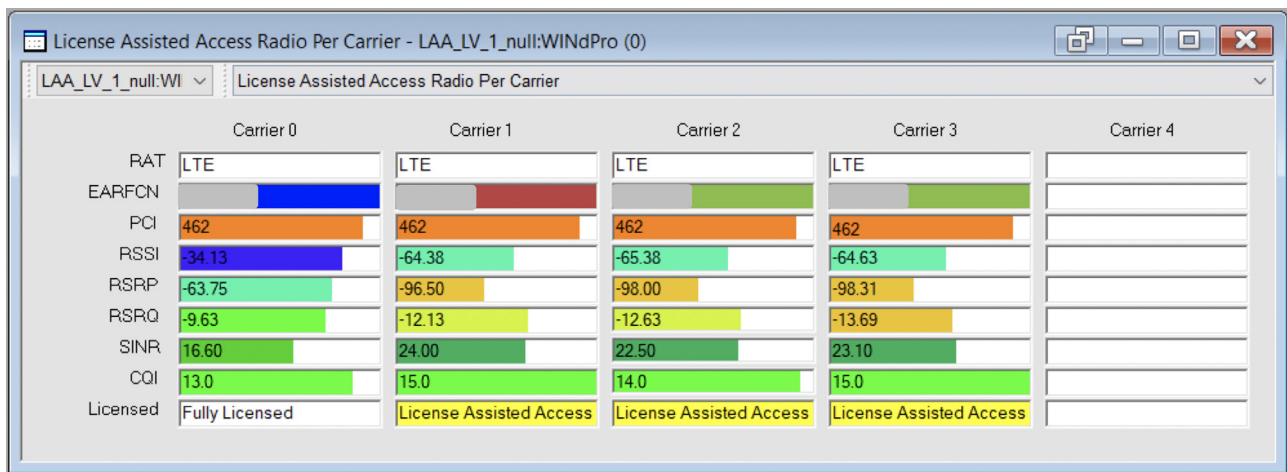 License Assisted Access Radio Per Carrier - LAA_LV_1_null:WINdPro (0)
LAA_LV_1_null:WI License Assisted Access Radio Per Carrier
Carrier 0 Carrier 1 Carrier 2 Carrier 3 Carrier 4
RAT LTE LTE LTE LTE
EARFCN
PCI 462 462 462 462
RSSI -34.13 -64.38 -65.38 -64.63
RSRP -63.75 -96.50 -98.00 -98.31
RSRQ -9.63 -12.13 -12.63 -13.69
SINR 16.60 24.00 22.50 23.10
CQI 13.0 15.0 14.0 15.0
Licensed Fully Licensed License Assisted Access License Assisted Access License Assisted Access